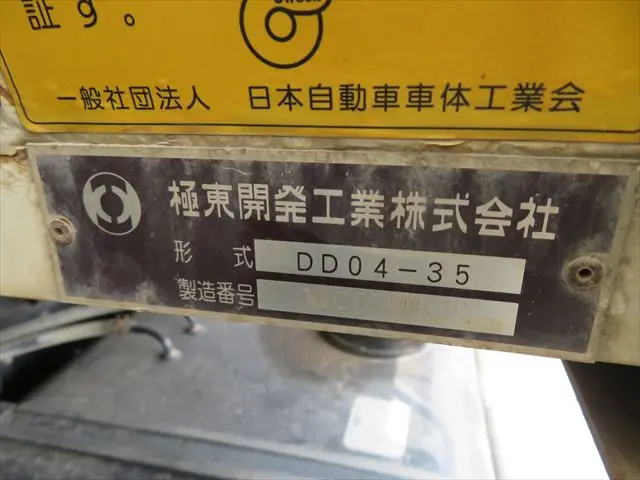 証す。
一般社団法人 日本自動車車体工業会
極東開発工業株式会社
形式 DD04-35
製造番号